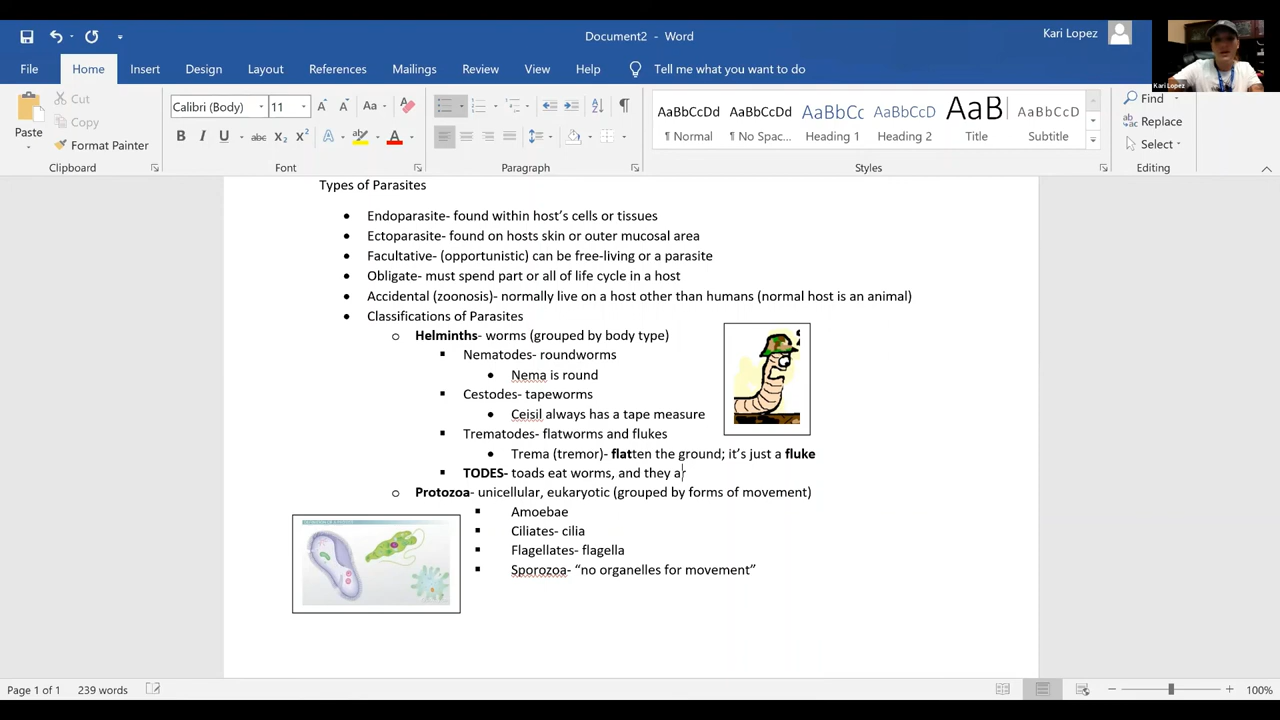 Document2 - Word
Kari Lopez
Kari Lopez
File Home Insert Design Layout References Mailings Review View Help Tell me what you want to do
Paste
Cut
Copy
Format Painter
Clipboard
Calibri (Body) 11
Font
Paragraph
AaBbCcDd AaBbCcDd AaBbCc AaBbCcD AaB AaBbCcD
¶ Normal ¶ No Spac... Heading 1 Heading 2 Title Subtitle
Styles
Find
Replace
Select
Editing
Types of Parasites
• Endoparasite- found within host’s cells or tissues
• Ectoparasite- found on hosts skin or outer mucosal area
• Facultative- (opportunistic) can be free-living or a parasite
• Obligate- must spend part or all of life cycle in a host
• Accidental (zoonosis)- normally live on a host other than humans (normal host is an animal)
• Classifications of Parasites
o Helminths- worms (grouped by body type)
▪ Nematodes- roundworms
• Nema is round
▪ Cestodes- tapeworms
• Ceisil always has a tape measure
▪ Trematodes- flatworms and flukes
• Trema (tremor)- flatten the ground; it’s just a fluke
▪ TODES- toads eat worms, and they ar
o Protozoa- unicellular, eukaryotic (grouped by forms of movement)
▪ Amoebae
▪ Ciliates- cilia
▪ Flagellates- flagella
▪ Sporozoa- “no organelles for movement”
Page 1 of 1 239 words
100%